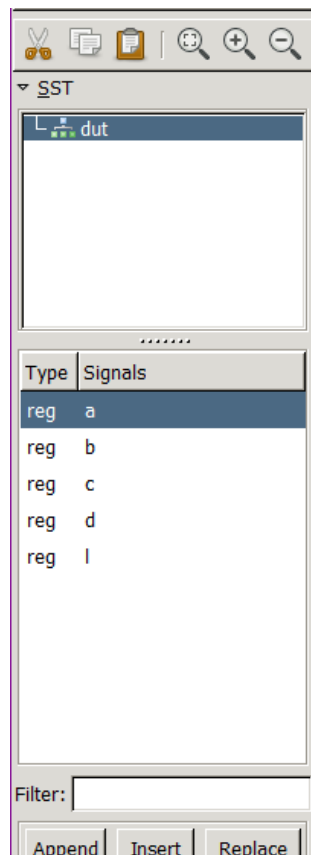 SST
dut
Type Signals
reg a
reg b
reg c
reg d
reg l
Filter:
Append Insert Replace